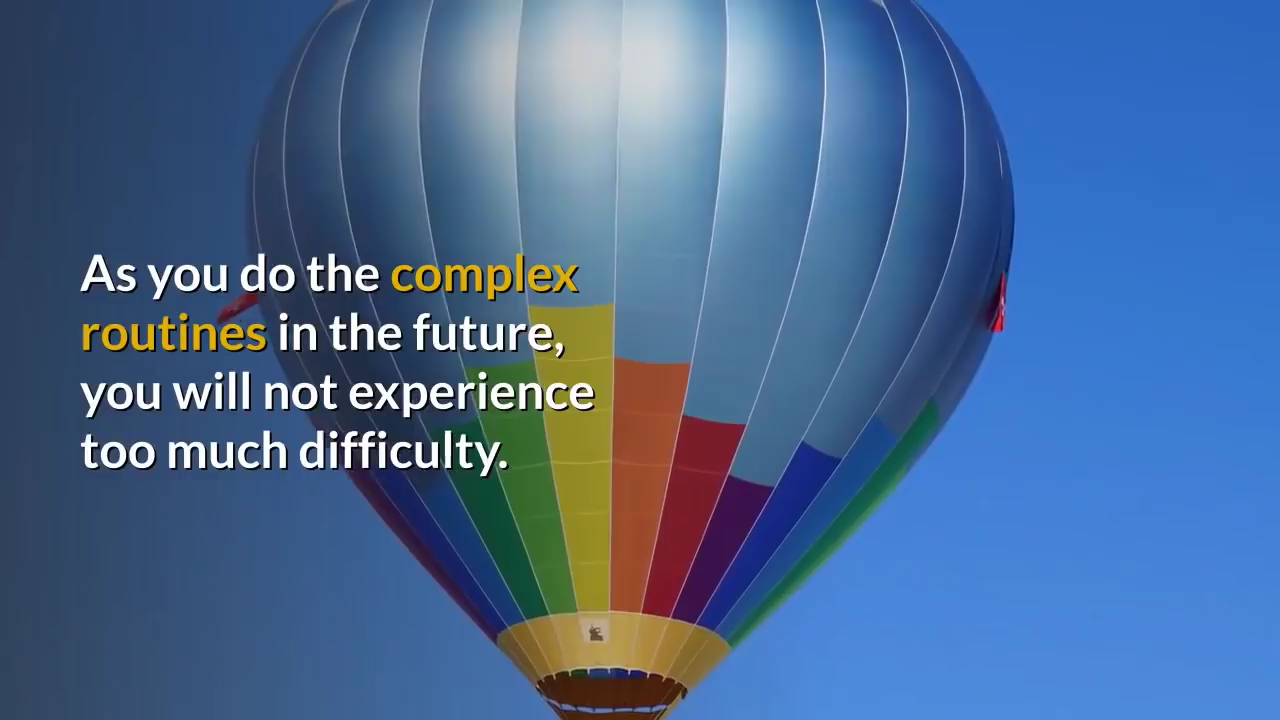 As you do the complex
routines in the future,
you will not experience
too much difficulty.